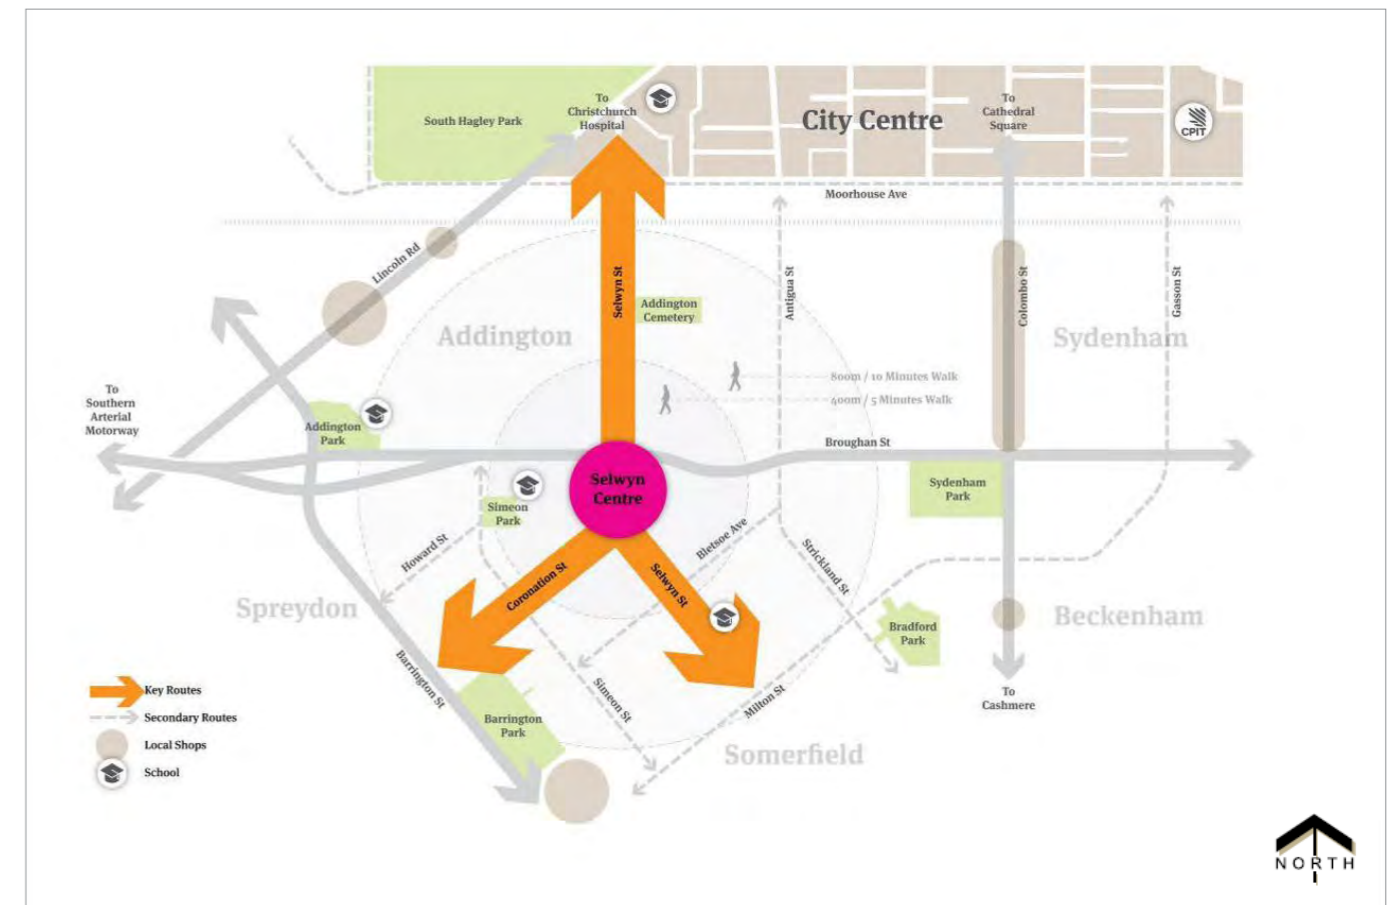 To
Christchurch
Hospital
South Hagley Park
City Centre
To
Cathedral
Square
CPIT
Moorhouse Ave
Lincoln Rd
Selwyn St
Addington
Cemetery
Antigua St
Colombo St
Gasson St
Addington
Sydenham
800m / 10 Minutes Walk
400m / 5 Minutes Walk
To
Southern
Arterial
Motorway
Addington
Park
Broughan St
Selwyn
Centre
Sydenham
Park
Simeon
Park
Howard St
Bletsoe Ave
Strickland St
Coronation St
Selwyn St
Spreydon
Bradford
Park
Beckenham
Barrington St
Simeon St
Milton St
To
Cashmere
Barrington
Park
Somerfield
Key Routes
Secondary Routes
Local Shops
School
NORTH